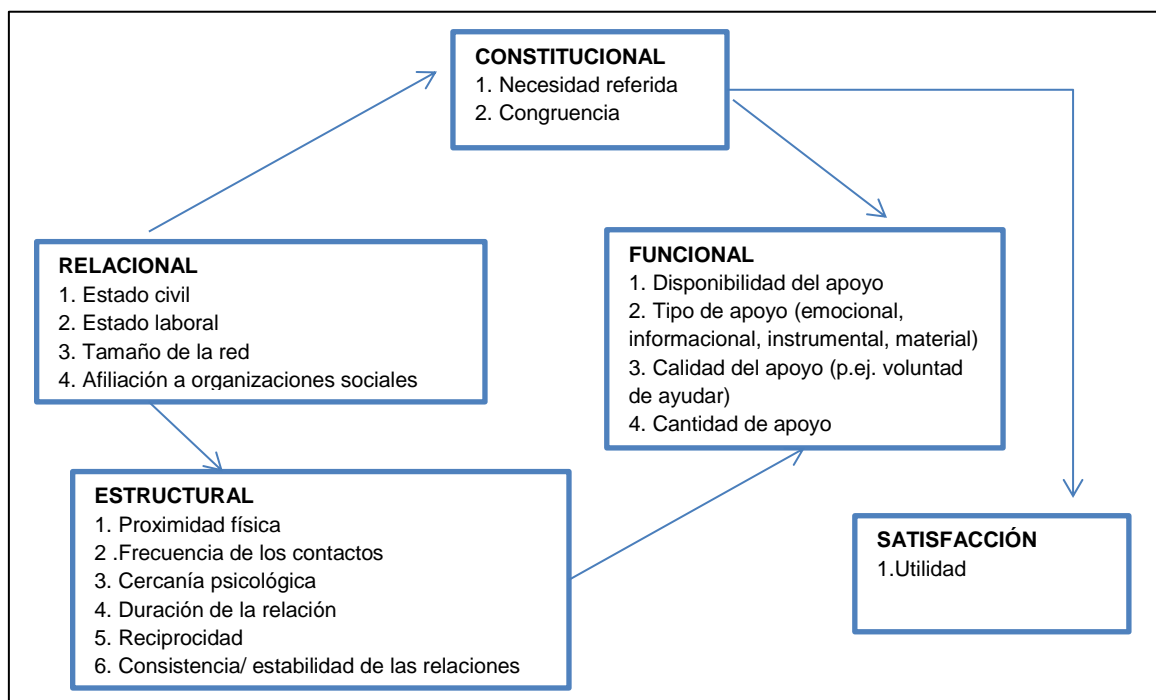 CONSTITUCIONAL
1. Necesidad referida
2. Congruencia
RELACIONAL
1. Estado civil
2. Estado laboral
3. Tamaño de la red
4. Afiliación a organizaciones sociales
FUNCIONAL
1. Disponibilidad del apoyo
2. Tipo de apoyo (emocional,
informacional, instrumental, material)
3. Calidad del apoyo (p.ej. voluntad
de ayudar)
4. Cantidad de apoyo
ESTRUCTURAL
1. Proximidad física
2 .Frecuencia de los contactos
3. Cercanía psicológica
4. Duración de la relación
5. Reciprocidad
6. Consistencia/ estabilidad de las relaciones
SATISFACCIÓN
1.Utilidad